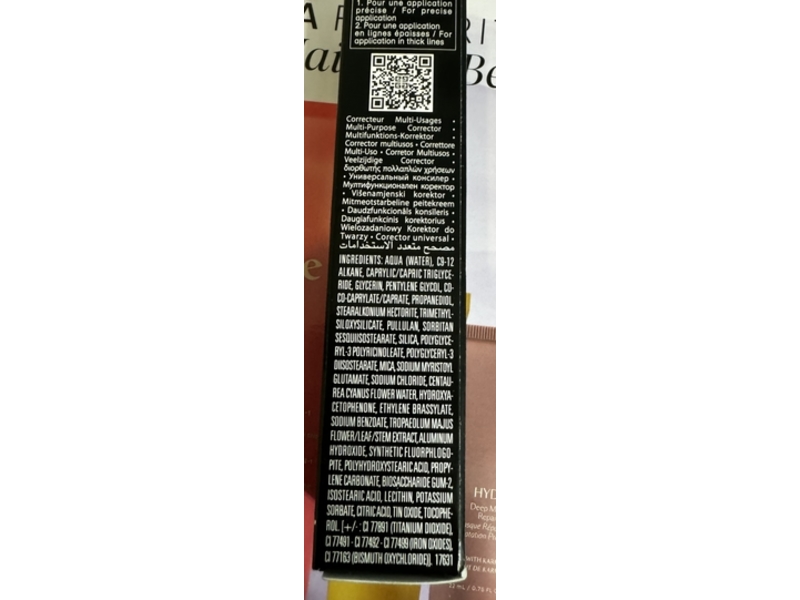 1. Pour une application
précise / For precise
application
2. Pour une application
en lignes épaisses / For
application in thick lines
Correcteur Multi-Usages •
Multi-Purpose Corrector •
Multifunktions-Korrektor •
Corrector multiusos • Correttore
Multi-Uso • Corretor Multiusos •
Veelzijdige Corrector •
διορθωτής πολλαπλών χρήσεων
• Универсальный консилер •
Мултифункционален коректор
• Višenamjenski korektor •
Mitmeotstarbeline peitekreem
• Daudzfunkcionāls konsīleris •
Daugiafunkcinis korektorius •
Wielozadaniowy Korektor do
Twarzy • Corector universal •
مصحح متعدد الاستخدامات
INGREDIENTS: AQUA (WATER), C9-12
ALKANE, CAPRYLIC/CAPRIC TRIGLYCE-
RIDE, GLYCERIN, PENTYLENE GLYCOL, CO-
CO-CAPRYLATE/CAPRATE, PROPANEDIOL,
STEARALKONIUM HECTORITE, TRIMETHYL-
SILOXYSILICATE, PULLULAN, SORBITAN
SESQUIISOSTEARATE, SILICA, POLYGLYCE-
RYL-3 POLYRICINOLEATE, POLYGLYCERYL-3
DIISOSTEARATE, MICA, SODIUM MYRISTOYL
GLUTAMATE, SODIUM CHLORIDE, CENTAU-
REA CYANUS FLOWER WATER, HYDROXYA-
CETOPHENONE, ETHYLENE BRASSYLATE,
SODIUM BENZOATE, TROPAEOLUM MAJUS
FLOWER/LEAF/STEM EXTRACT, ALUMINUM
HYDROXIDE, SYNTHETIC FLUORPHLOGO-
PITE, POLYHYDROXYSTEARIC ACID, PROPY-
LENE CARBONATE, BIOSACCHARIDE GUM-2,
ISOSTEARIC ACID, LECITHIN, POTASSIUM
SORBATE, CITRIC ACID, TIN OXIDE, TOCOPHE-
ROL [+/- : CI 77891 (TITANIUM DIOXIDE),
CI 77491 - CI 77492 - CI 77499 (IRON OXIDES),
CI 77163 (BISMUTH OXYCHLORIDE)]. 17631
Be
HYD
Deep M
Repai